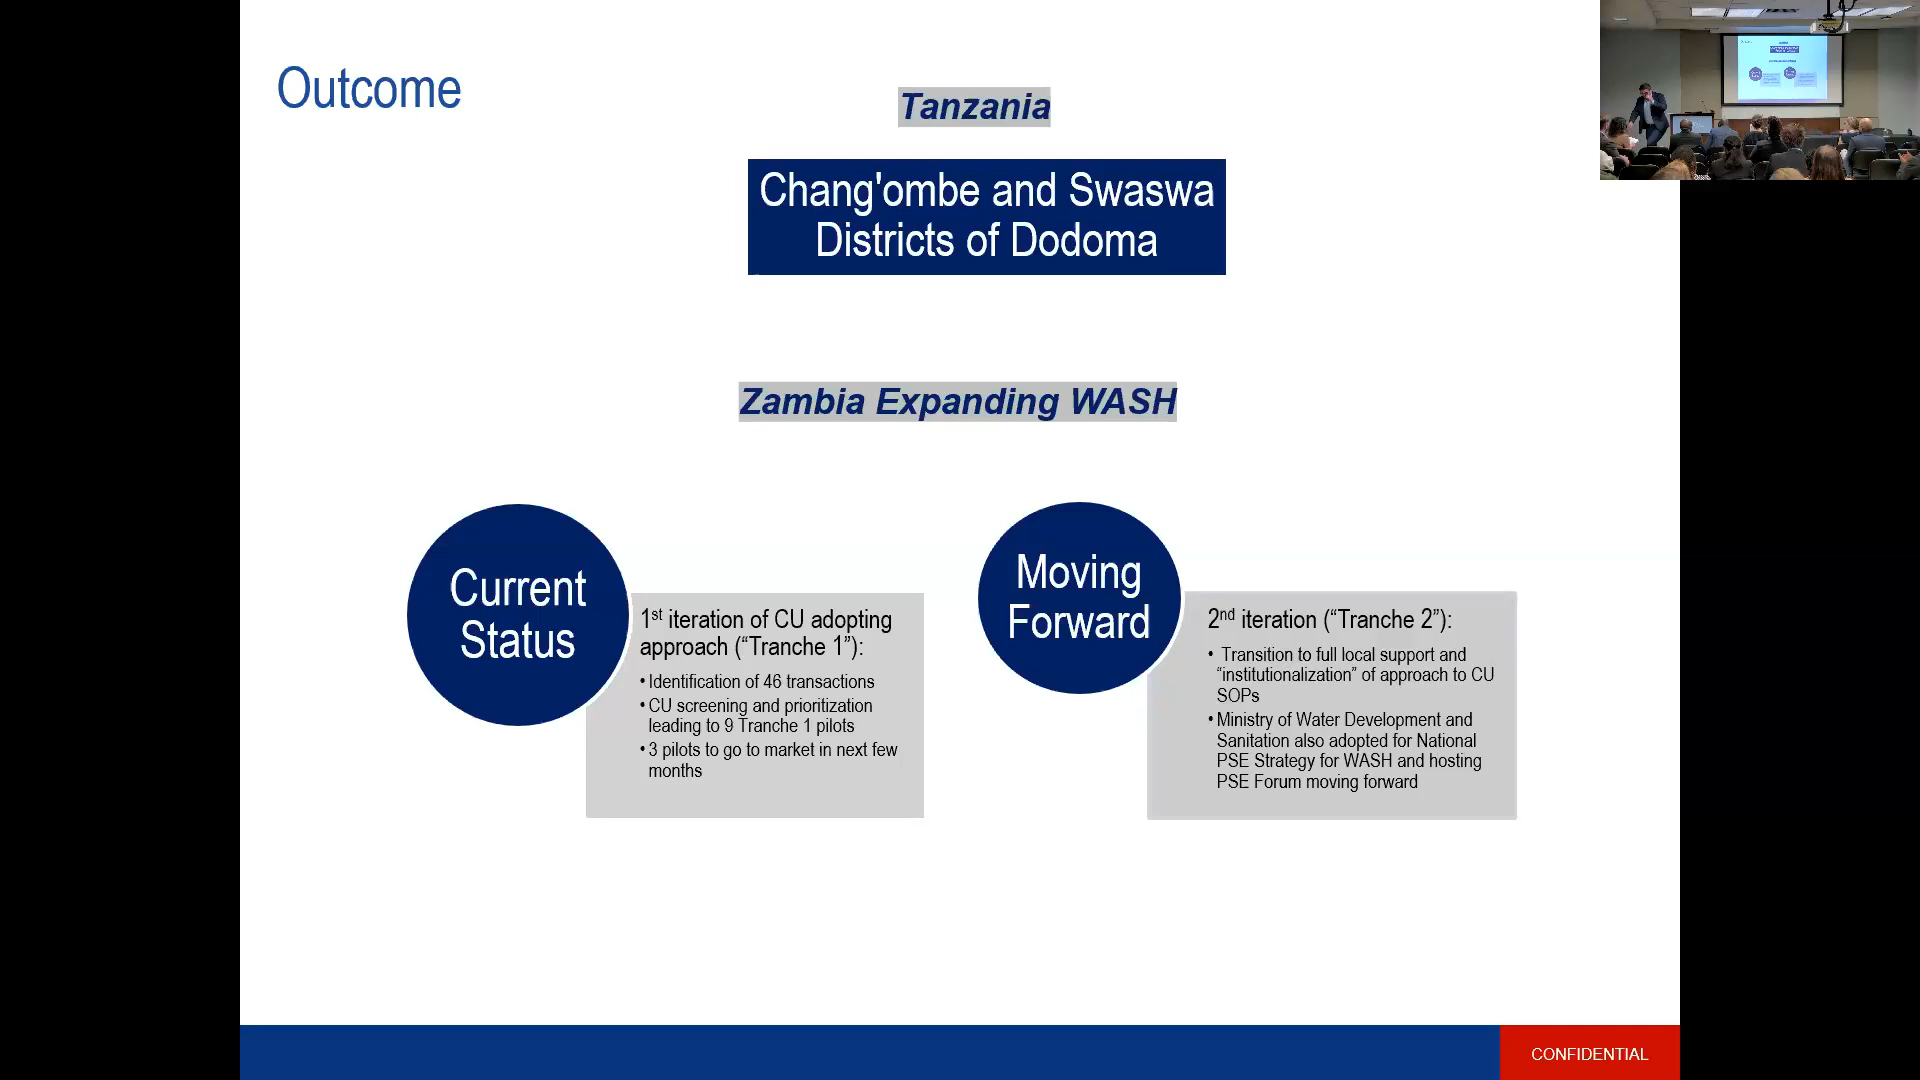 Outcome
Tanzania
Chang'ombe and Swaswa
Districts of Dodoma
Zambia Expanding WASH
Current
Status
1st iteration of CU adopting
approach (“Tranche 1”):
• Identification of 46 transactions
• CU screening and prioritization
leading to 9 Tranche 1 pilots
• 3 pilots to go to market in next few
months
Moving
Forward
2nd iteration (“Tranche 2”):
• Transition to full local support and
“institutionalization” of approach to CU
SOPs
• Ministry of Water Development and
Sanitation also adopted for National
PSE Strategy for WASH and hosting
PSE Forum moving forward
CONFIDENTIAL